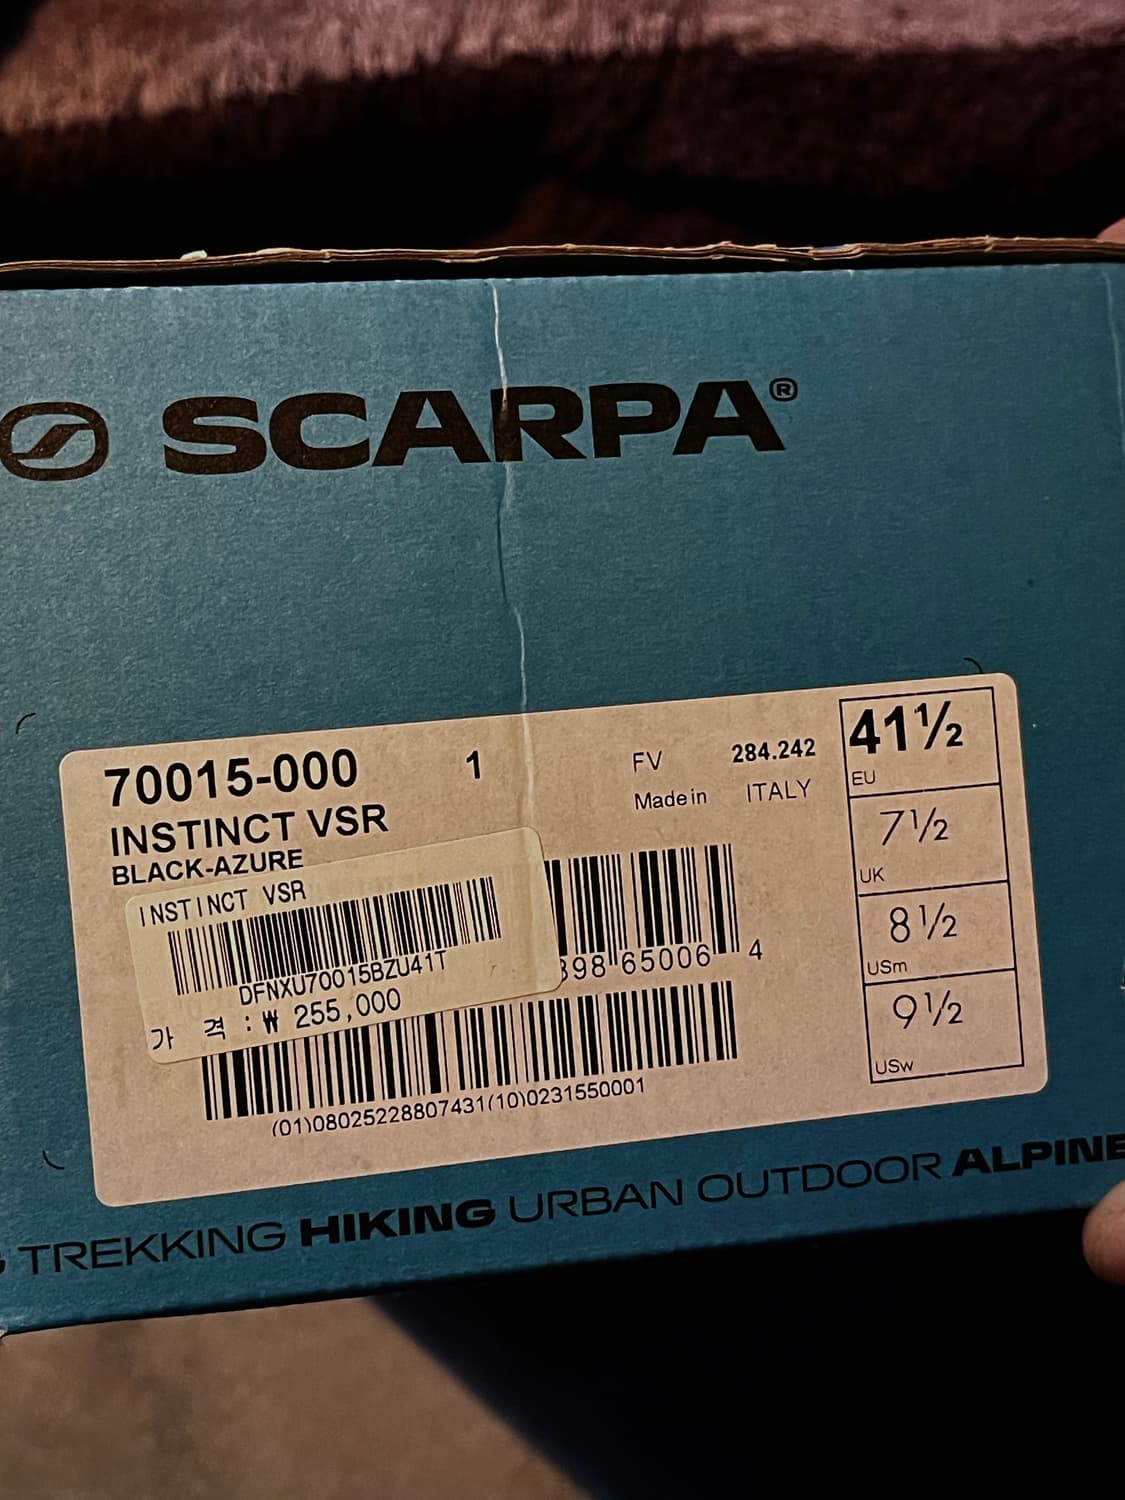 SCARPA®
70015-000 1 FV 284.242
Made in ITALY
INSTINCT VSR
BLACK-AZURE
41½
EU
7½
UK
8½
USm
9½
USw
INSTINCT VSR
DFNXU70015BZU41T
가 격 : ₩ 255,000
398 65006 4
(01)08025228807431(10)0231550001
TREKKING HIKING URBAN OUTDOOR ALPINE